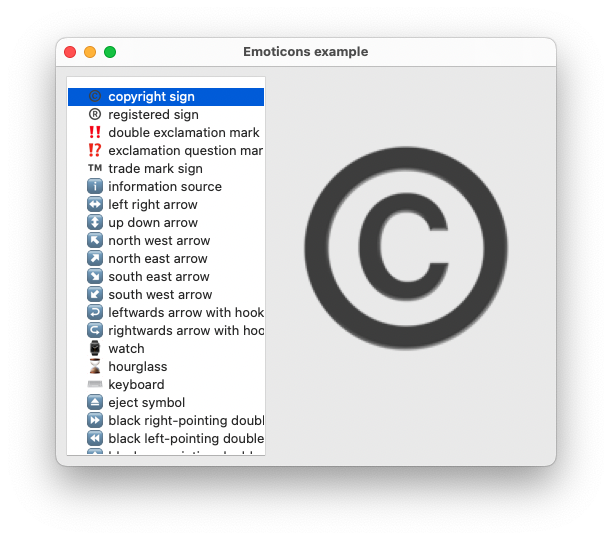 Emoticons example
© copyright sign
® registered sign
‼ double exclamation mark
⁉ exclamation question mar
TM trade mark sign
information source
left right arrow
up down arrow
north west arrow
north east arrow
south east arrow
south west arrow
leftwards arrow with hook
rightwards arrow with hoo
watch
hourglass
keyboard
eject symbol
black right-pointing doubl
black left-pointing double
©